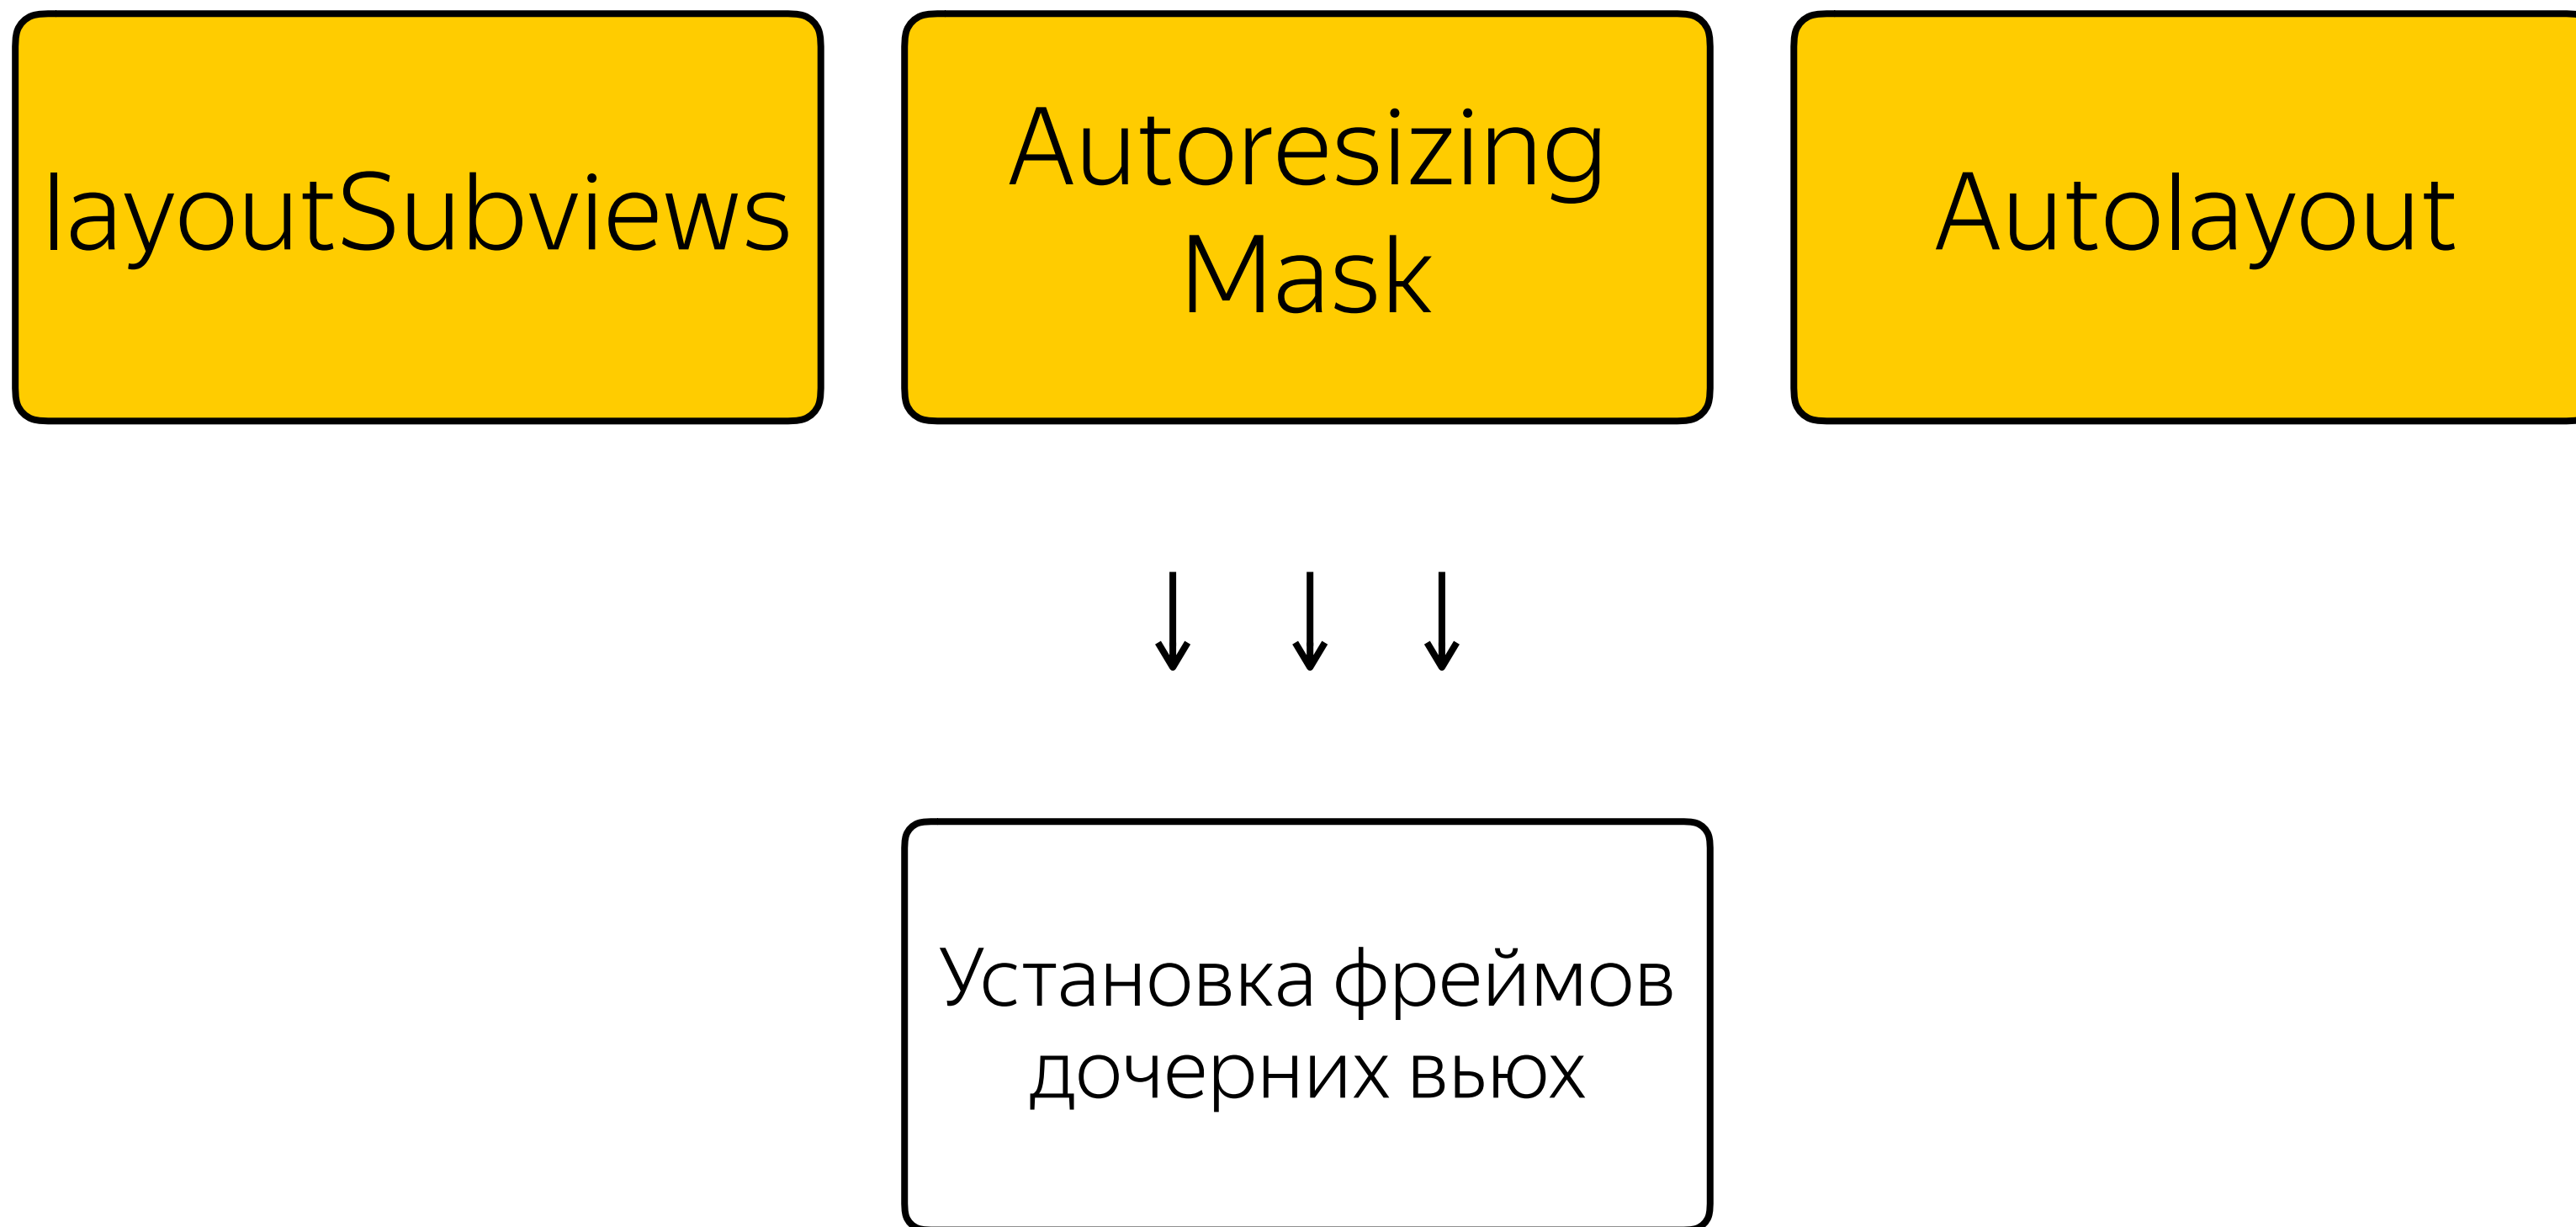 layoutSubviews
Autoresizing
Mask
Autolayout
Установка фреймов
дочерних вьюх